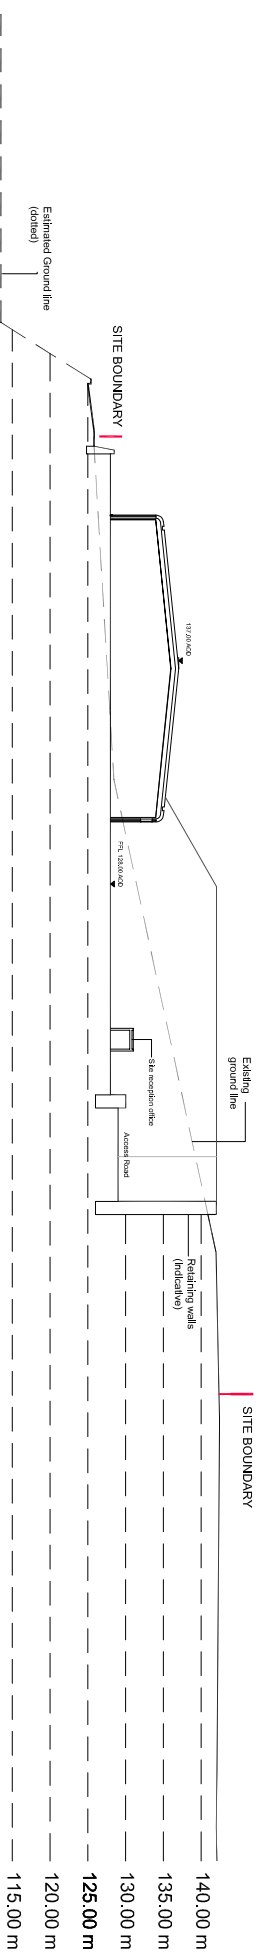 Estimated Ground line
(dotted)
SITE BOUNDARY
137.00 AOD
FFL 128.00 AOD
Site reception office
Access Road
Existing
ground line
Retaining walls
(Indicative)
SITE BOUNDARY
140.00 m
135.00 m
130.00 m
125.00 m
120.00 m
115.00 m